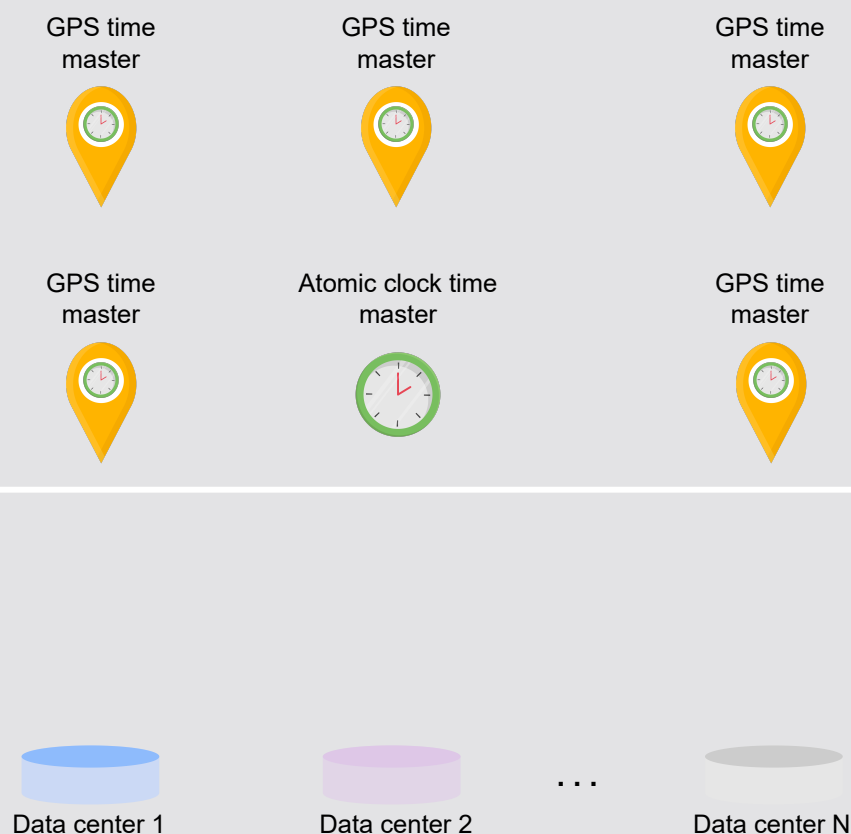 GPS time
master
GPS time
master
GPS time
master
GPS time
master
Atomic clock time
master
GPS time
master
...
Data center 1
Data center 2
Data center N